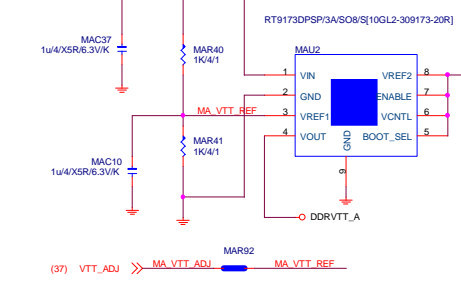 RT9173DPSP/3A/SO8/S[10GL2-309173-20R]
MAC37
1u/4/X5R/6.3V/K
MAR40
1K/4/1
MAU2
1 VIN VREF2 8
2 GND ENABLE 7
MA_VTT_REF 3 VREF1 VCNTL 6
4 VOUT BOOT_SEL 5
GND
9
MAR41
1K/4/1
MAC10
1u/4/X5R/6.3V/K
DDRVTT_A
MAR92
(37) VTT_ADJ MA_VTT_ADJ MA_VTT_REF